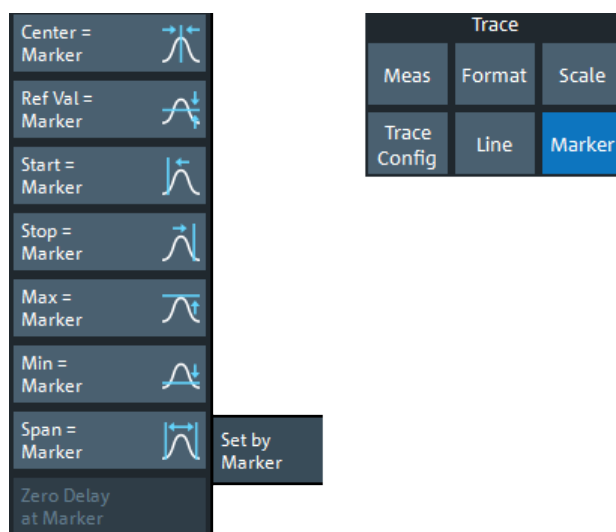 Center =
Marker
Ref Val =
Marker
Start =
Marker
Stop =
Marker
Max =
Marker
Min =
Marker
Span =
Marker
Zero Delay
at Marker
Set by
Marker
Trace
Meas
Format
Scale
Trace
Config
Line
Marker